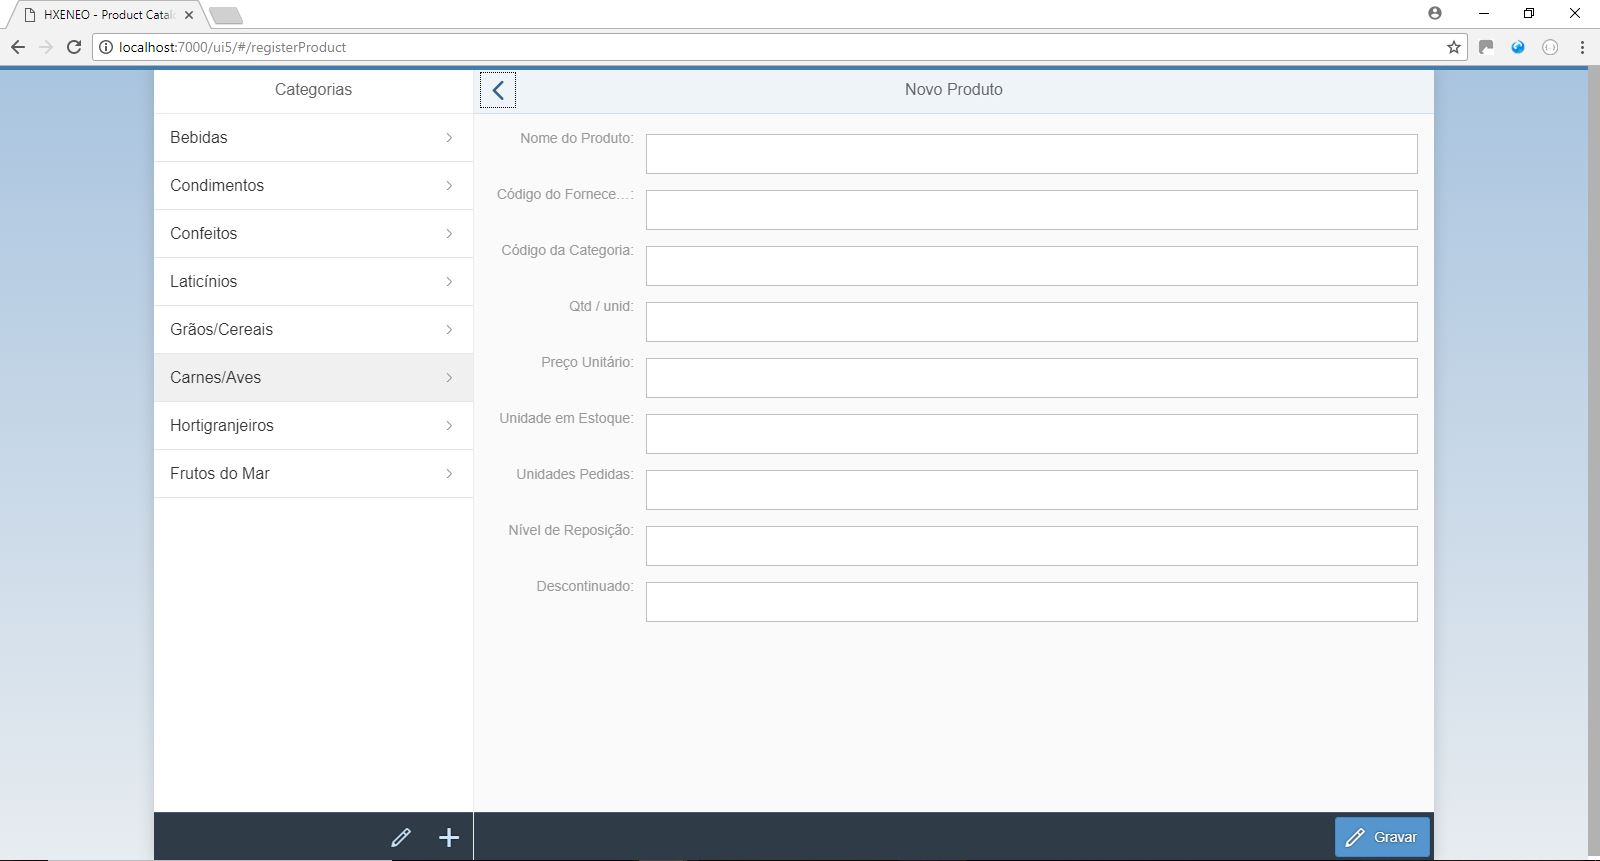 HXENEO - Product Catal
localhost:7000/ui5/#/registerProduct
Categorias
Bebidas
Condimentos
Confeitos
Laticínios
Grãos/Cereais
Carnes/Aves
Hortigranjeiros
Frutos do Mar
Novo Produto
Nome do Produto:
Código do Fornece...:
Código da Categoria:
Qtd / unid:
Preço Unitário:
Unidade em Estoque:
Unidades Pedidas:
Nível de Reposição:
Descontinuado:
Gravar